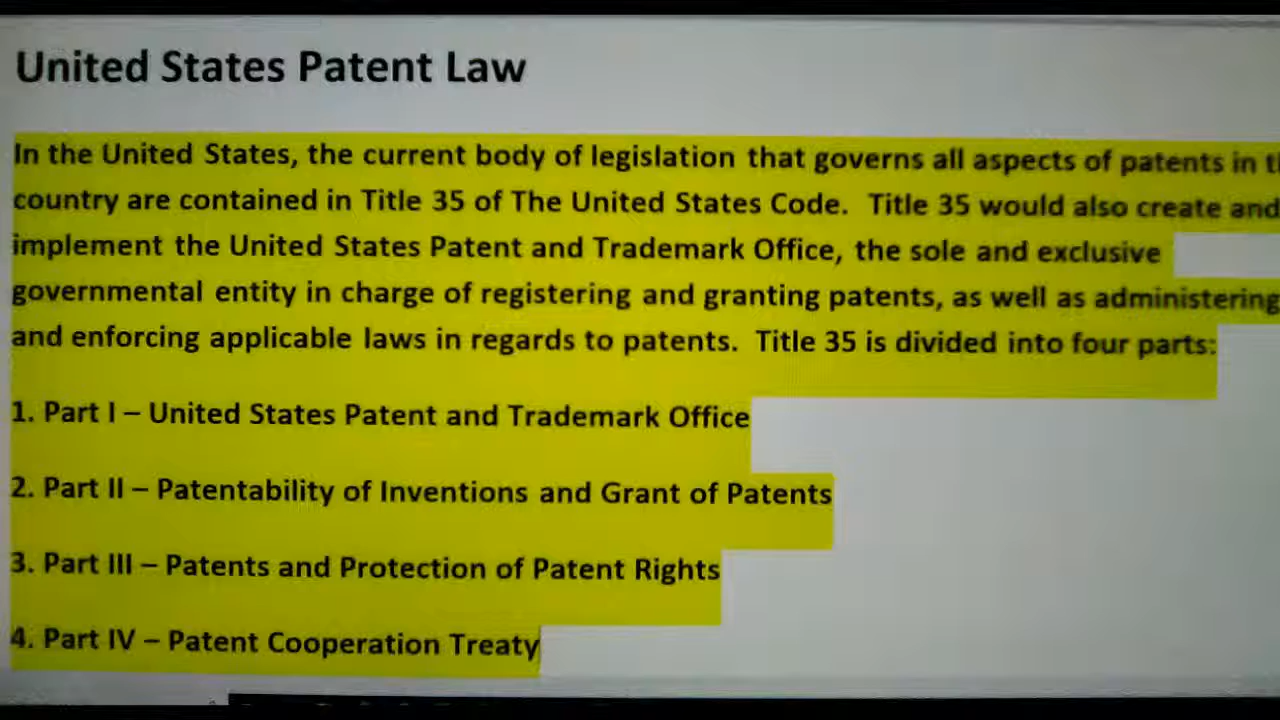 United States Patent Law
In the United States, the current body of legislation that governs all aspects of patents in
country are contained in Title 35 of The United States Code. Title 35 would also create and
implement the United States Patent and Trademark Office, the sole and exclusive
governmental entity in charge of registering and granting patents, as well as administering
and enforcing applicable laws in regards to patents. Title 35 is divided into four parts:
1. Part I – United States Patent and Trademark Office
2. Part II – Patentability of Inventions and Grant of Patents
3. Part III – Patents and Protection of Patent Rights
4. Part IV – Patent Cooperation Treaty